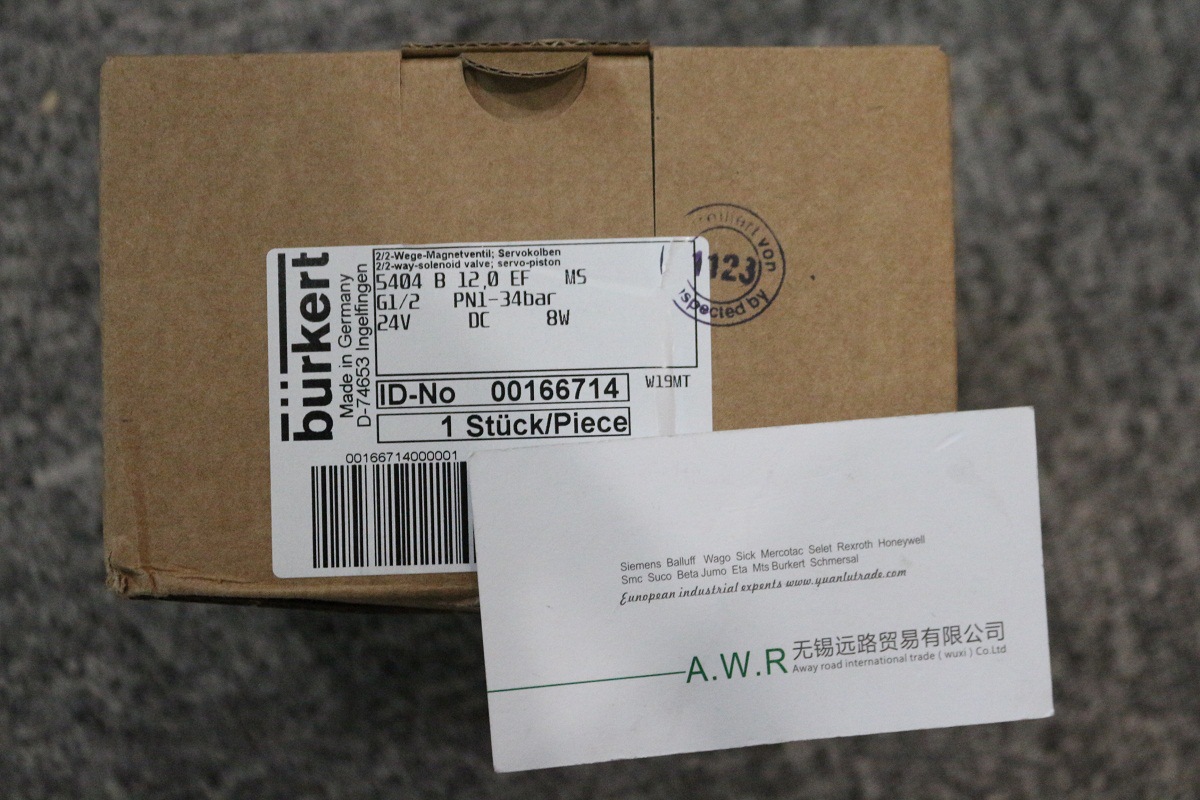 bürkert
Made in Germany
D-74653 Ingelfingen
2/2-Wege-Magnetventil; Servokolben
2/2-way-solenoid valve; servo-piston
5404 B 12,0 EF MS
G1/2 PN1-34bar
24V DC 8W
ID-No 00166714
W19MT
1 Stück/Piece
00166714000001
von
1123
spected by
Siemens Balluff Wago Sick Mercotac Selet Rexroth Honeywell
Smc Suco Beta Jumo Eta Mts Burkert Schmersal
European industrial expents www.yuanlutrade.com
A.W.R
无锡远路贸易有限公司
Away road international trade ( wuxi ) Co.Ltd